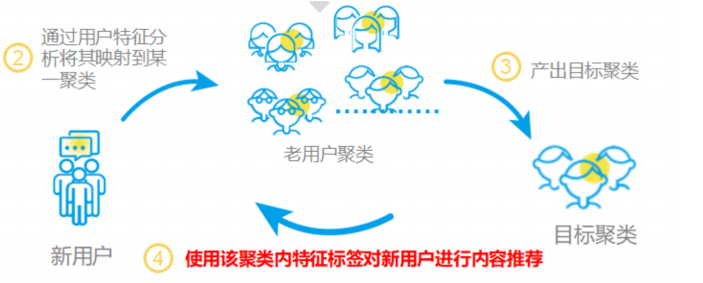 ② 通过用户特征分
析将其映射到某
一聚类
③ 产出目标聚类
老用户聚类
新用户
目标聚类
④ 使用该聚类内特征标签对新用户进行内容推荐